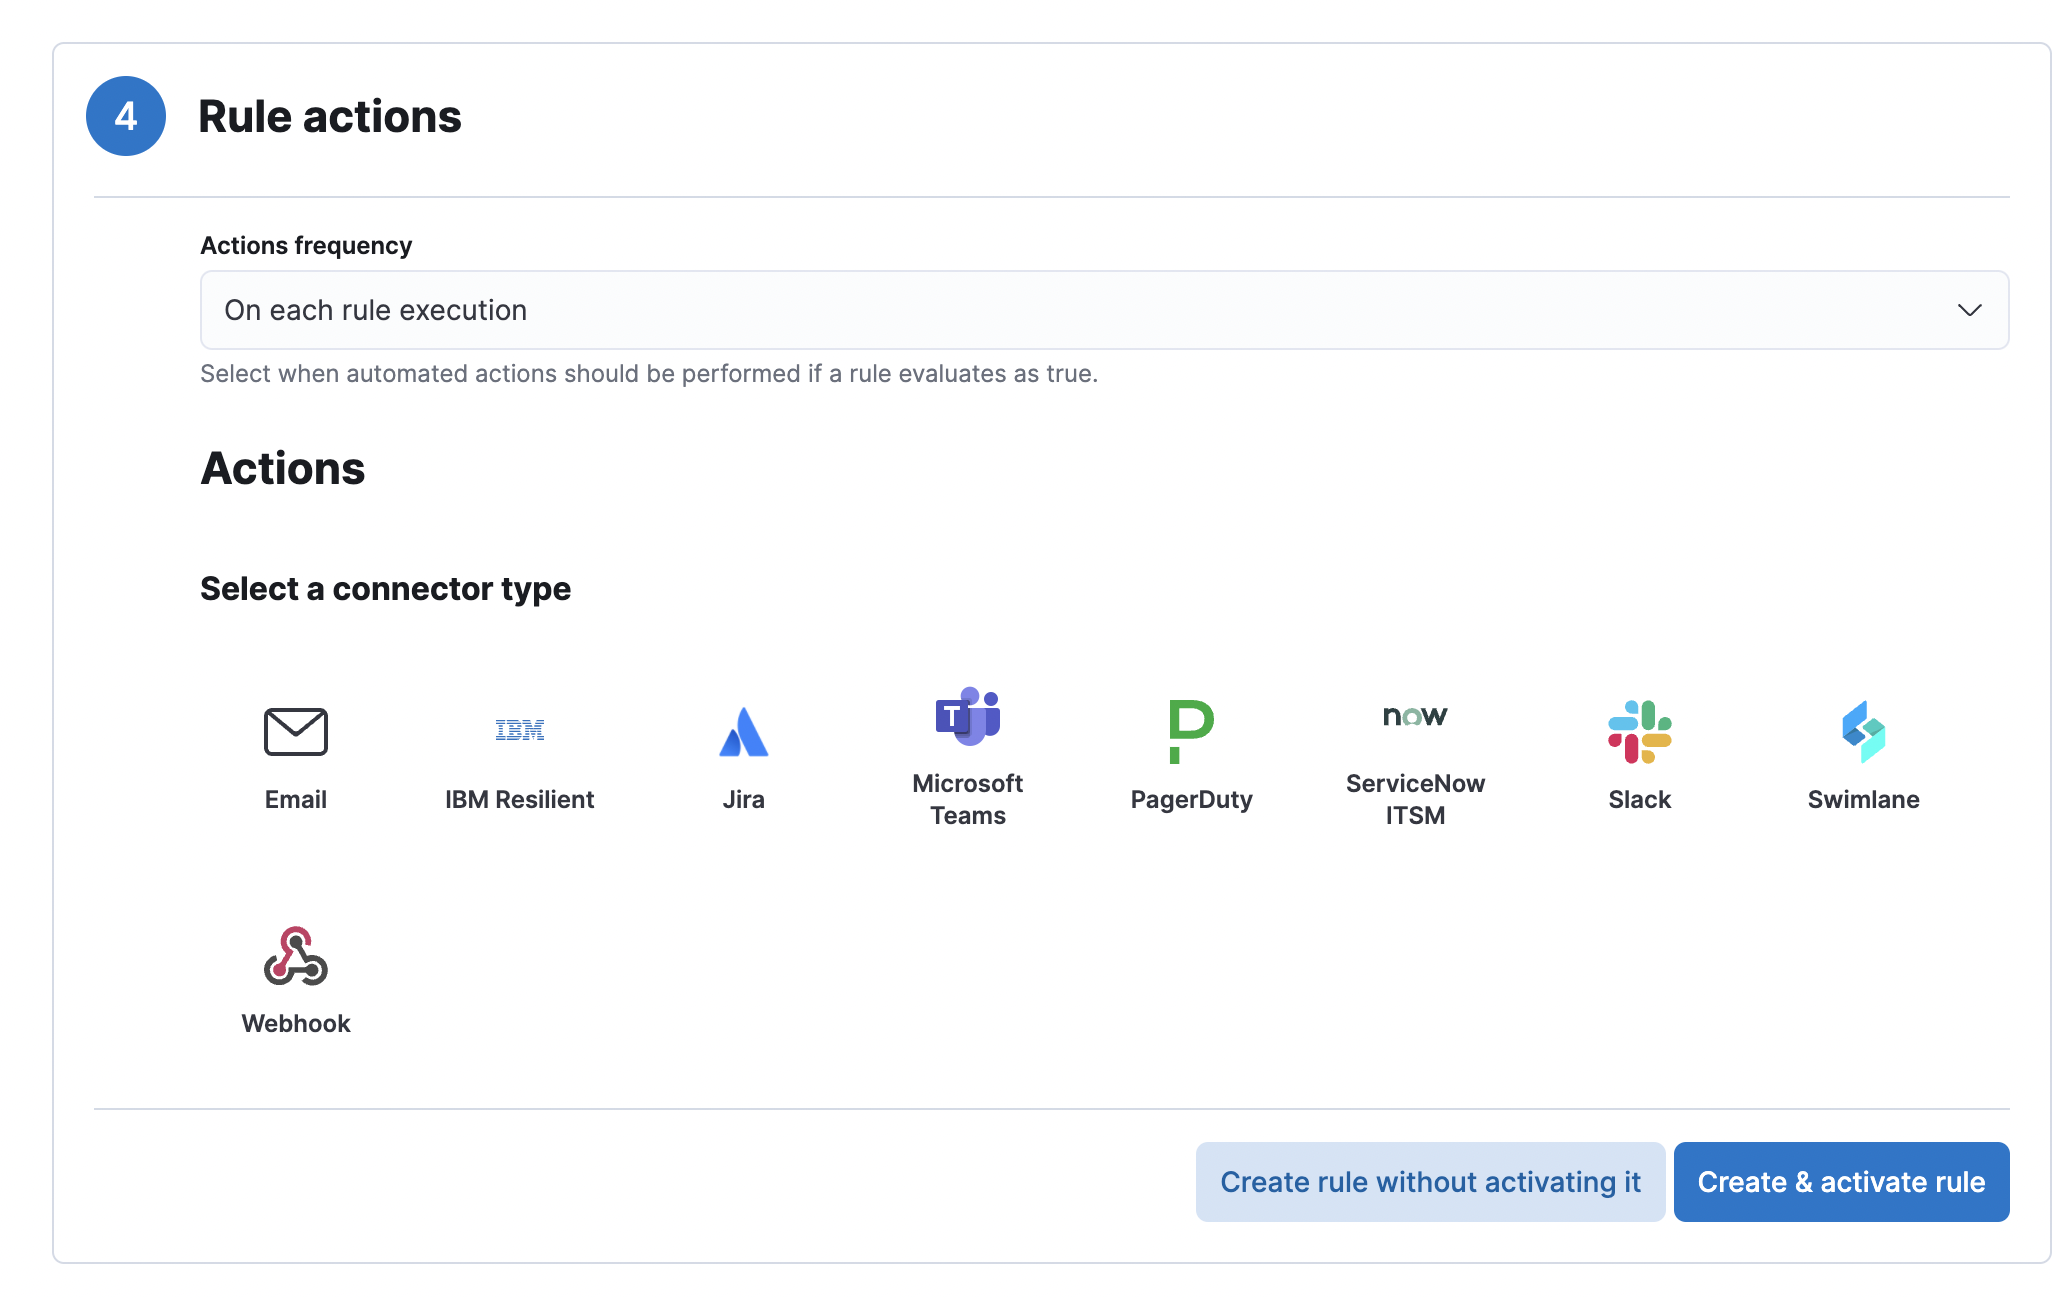 4 Rule actions
Actions frequency
On each rule execution
Select when automated actions should be performed if a rule evaluates as true.
Actions
Select a connector type
IBM
T
now
Email
IBM Resilient
Jira
Microsoft
Teams
PagerDuty
ServiceNow
ITSM
Slack
Swimlane
Webhook
Create rule without activating it
Create & activate rule